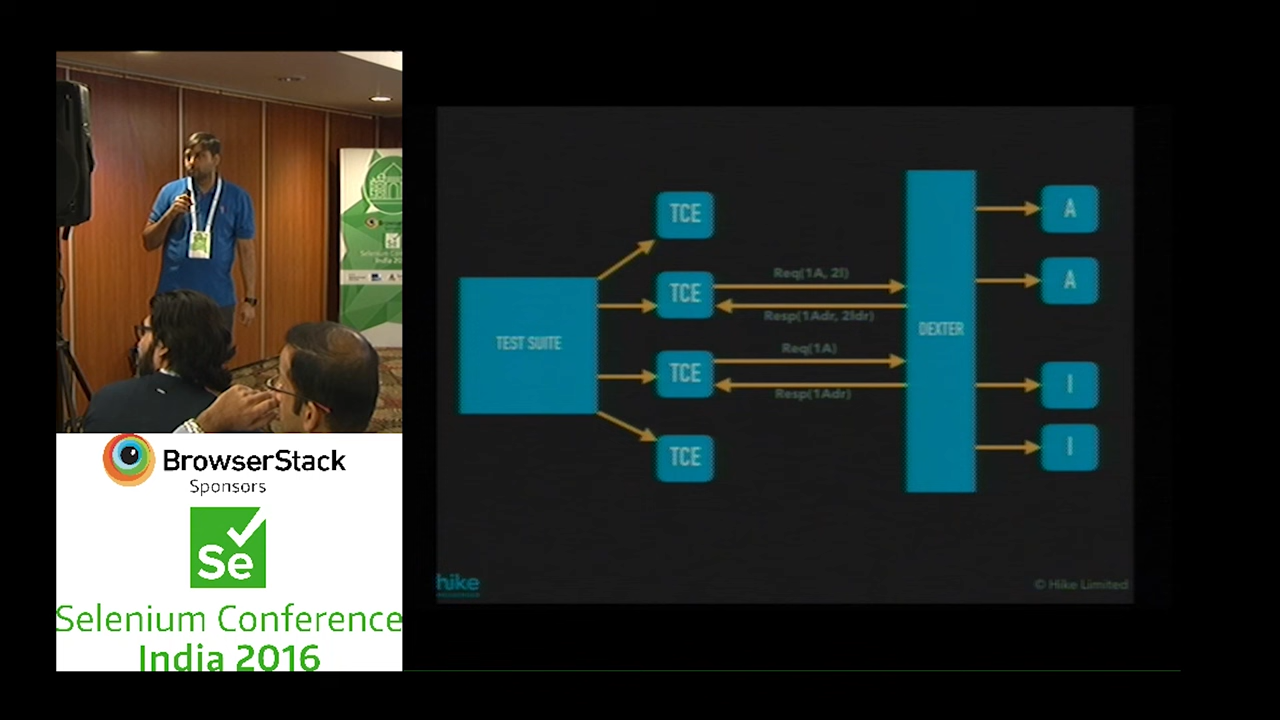 BrowserStack
Sponsors
Se
Selenium Conference
India 2016
TEST SUITE
TCE
TCE
TCE
TCE
Req(1A, 2I)
Resp(1Adr, 2Idr)
Req(1A)
Resp(1Adr)
DEXTER
A
A
I
I
hike
© Hike Limited